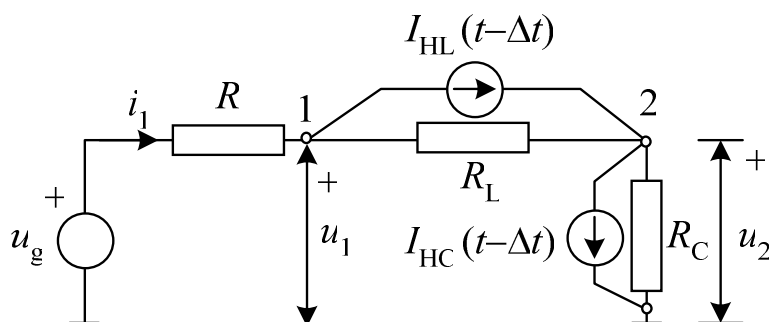 I_HL (t–Δt)
i_1
R
1
2
+
+
R_L
+
u_g
u_1
I_HC (t–Δt)
R_C
u_2